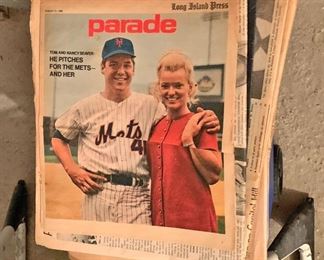 Long Island Press
parade
TOM AND NANCY SEAVER:
HE PITCHES
FOR THE METS—
AND HER
Mets
41